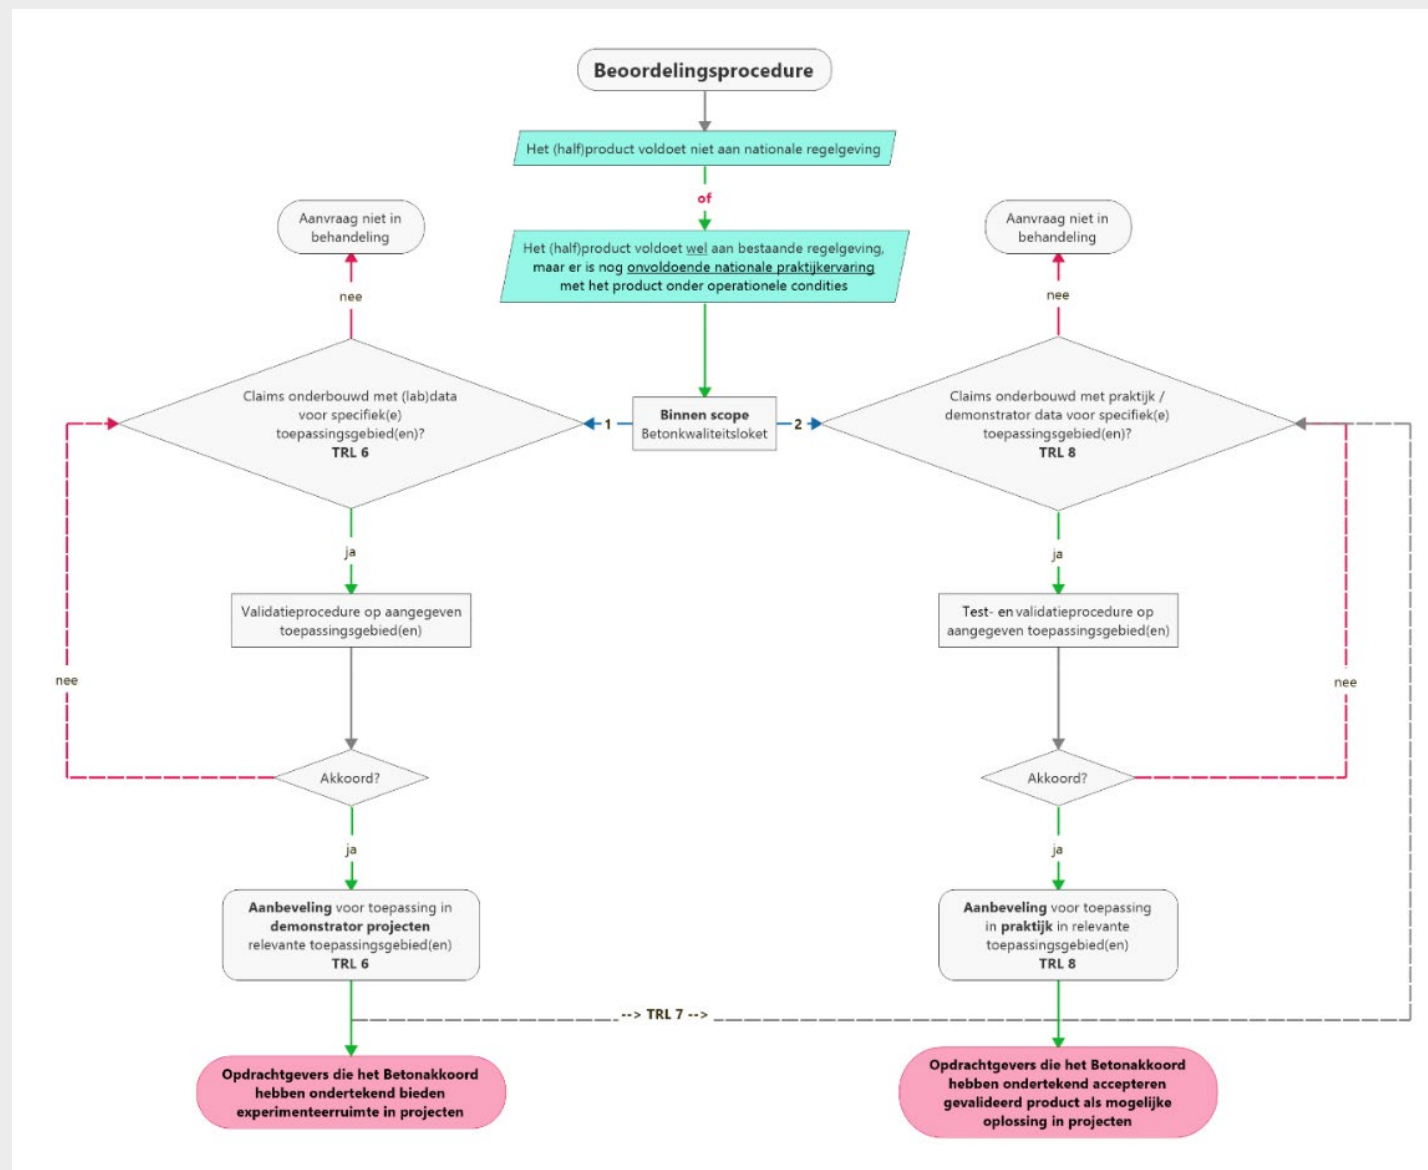 Beoordelingsprocedure
Het (half)product voldoet niet aan nationale regelgeving
of
Het (half)product voldoet wel aan bestaande regelgeving,
maar er is nog onvoldoende nationale praktijkervaring
met het product onder operationele condities
Binnen scope
Betonkwaliteitsloket
1
Aanvraag niet in
behandeling
nee
Claims onderbouwd met (lab)data
voor specifiek(e)
toepassingsgebied(en)?
TRL 6
ja
Validatieprocedure op aangegeven
toepassingsgebied(en)
nee
Akkoord?
ja
Aanbeveling voor toepassing in
demonstrator projecten
relevante toepassingsgebied(en)
TRL 6
--> TRL 7 -->
Opdrachtgevers die het Betonakkoord
hebben ondertekend bieden
experimenteerruimte in projecten
2
Aanvraag niet in
behandeling
nee
Claims onderbouwd met praktijk /
demonstrator data voor specifiek(e)
toepassingsgebied(en)?
TRL 8
ja
Test- en validatieprocedure op
aangegeven toepassingsgebied(en)
nee
Akkoord?
ja
Aanbeveling voor toepassing
in praktijk in relevante
toepassingsgebied(en)
TRL 8
Opdrachtgevers die het Betonakkoord
hebben ondertekend accepteren
gevalideerd product als mogelijke
oplossing in projecten